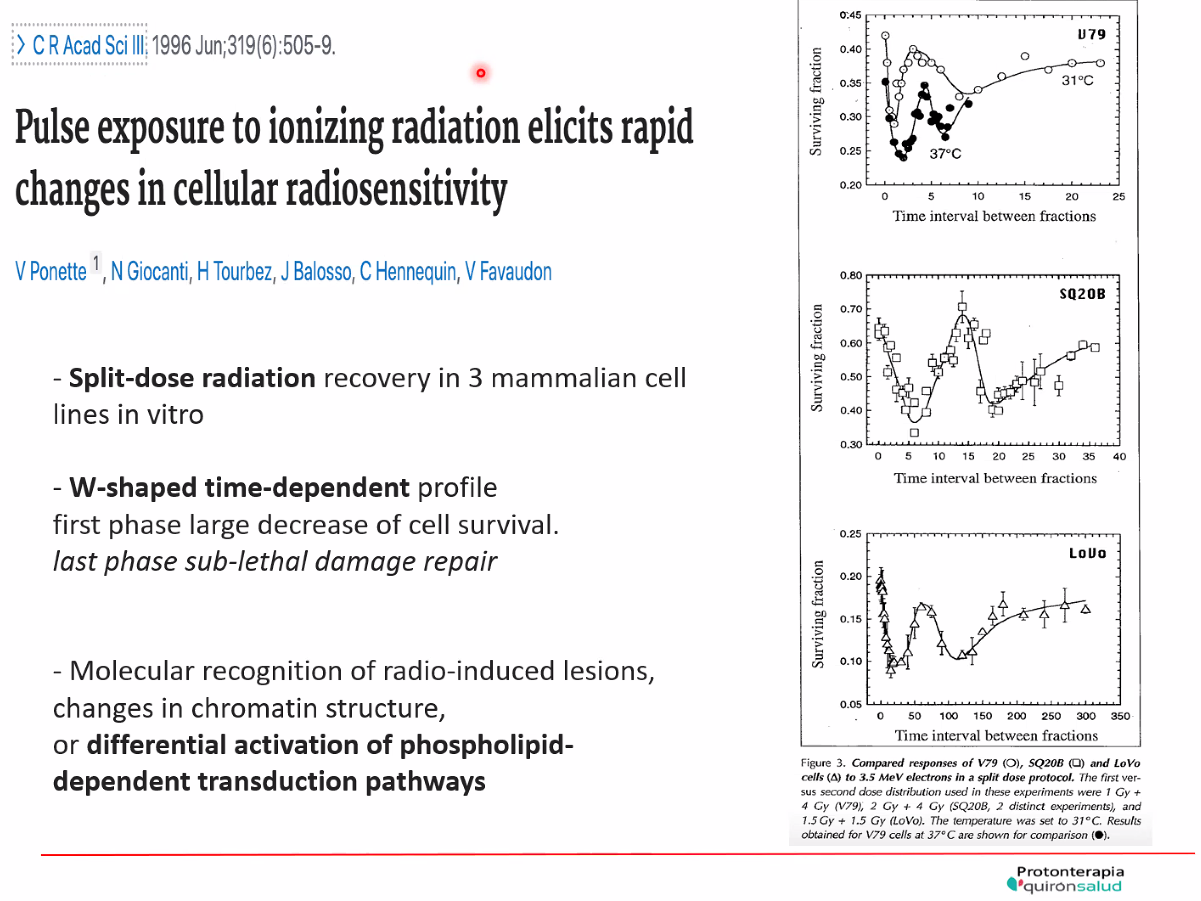 > C R Acad Sci III. 1996 Jun;319(6):505-9.
Pulse exposure to ionizing radiation elicits rapid
changes in cellular radiosensitivity
V Ponette 1, N Giocanti, H Tourbez, J Balosso, C Hennequin, V Favaudon
- Split-dose radiation recovery in 3 mammalian cell
lines in vitro
- W-shaped time-dependent profile
first phase large decrease of cell survival.
last phase sub-lethal damage repair
- Molecular recognition of radio-induced lesions,
changes in chromatin structure,
or differential activation of phospholipid-
dependent transduction pathways
0.45
0.40
0.35
0.30
0.25
0.20
Surviving fraction
V79
31°C
37°C
0 5 10 15 20 25
Time interval between fractions
0.80
0.70
0.60
0.50
0.40
0.30
Surviving fraction
SQ20B
0 5 10 15 20 25 30 35 40
Time interval between fractions
0.25
0.20
0.15
0.10
0.05
Surviving fraction
LoVo
0 50 100 150 200 250 300 350
Time interval between fractions
Figure 3. Compared responses of V79 (○), SQ20B (□) and LoVo
cells (Δ) to 3.5 MeV electrons in a split dose protocol. The first ver-
sus second dose distribution used in these experiments were 1 Gy +
4 Gy (V79), 2 Gy + 4 Gy (SQ20B, 2 distinct experiments), and
1.5 Gy + 1.5 Gy (LoVo). The temperature was set to 31°C. Results
obtained for V79 cells at 37°C are shown for comparison (●).
Protonterapia
quirónsalud